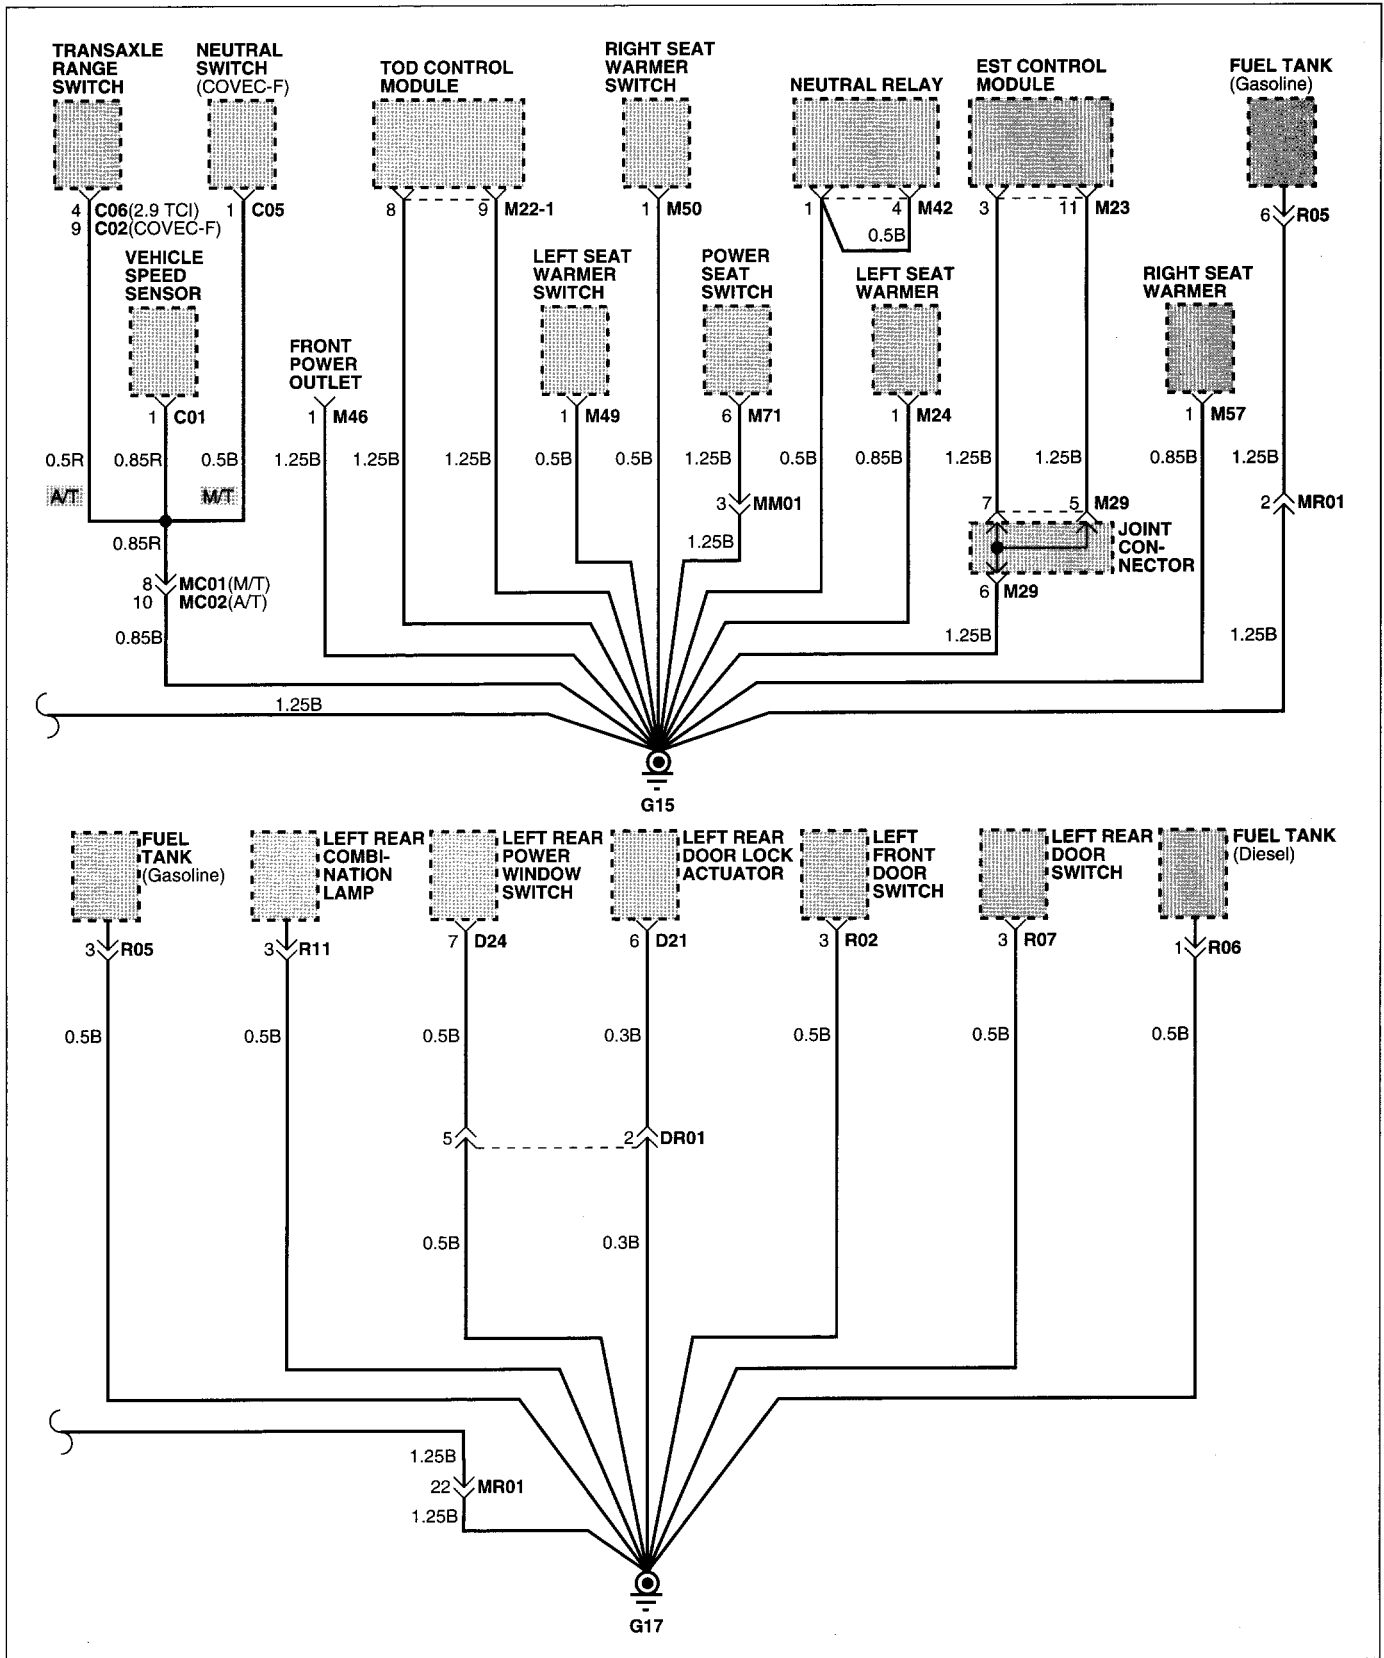 TRANSAXLE
RANGE
SWITCH
NEUTRAL
SWITCH
(COVEC-F)
TOD CONTROL
MODULE
RIGHT SEAT
WARMER
SWITCH
NEUTRAL RELAY
EST CONTROL
MODULE
FUEL TANK
(Gasoline)
4 C06(2.9 TCI)
9 C02(COVEC-F)
1 C05
8
9 M22-1
1 M50
1
4 M42
0.5B
3
11 M23
6 R05
VEHICLE
SPEED
SENSOR
FRONT
POWER
OUTLET
LEFT SEAT
WARMER
SWITCH
POWER
SEAT
SWITCH
LEFT SEAT
WARMER
RIGHT SEAT
WARMER
1 C01
1 M46
1 M49
6 M71
1 M24
1 M57
0.5R
0.85R
0.5B
1.25B
1.25B
1.25B
0.5B
0.5B
1.25B
0.5B
0.85B
1.25B
1.25B
0.85B
1.25B
A/T
M/T
3 MM01
7
5 M29
2 MR01
0.85R
1.25B
JOINT
CON-
NECTOR
8 MC01(M/T)
10 MC02(A/T)
6 M29
0.85B
1.25B
1.25B
1.25B
G15
FUEL
TANK
(Gasoline)
LEFT REAR
COMBI-
NATION
LAMP
LEFT REAR
POWER
WINDOW
SWITCH
LEFT REAR
DOOR LOCK
ACTUATOR
LEFT
FRONT
DOOR
SWITCH
LEFT REAR
DOOR
SWITCH
FUEL TANK
(Diesel)
3 R05
3 R11
7 D24
6 D21
3 R02
3 R07
1 R06
0.5B
0.5B
0.5B
0.3B
0.5B
0.5B
0.5B
5
2 DR01
0.5B
0.3B
1.25B
22 MR01
1.25B
G17